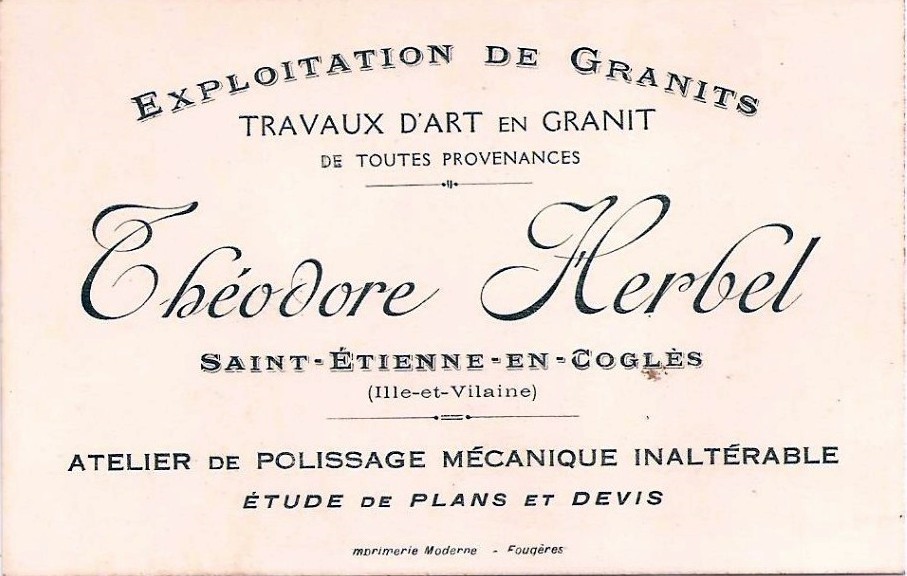 EXPLOITATION DE GRANITS
TRAVAUX D'ART EN GRANIT
DE TOUTES PROVENANCES
Théodore Herbel
SAINT-ÉTIENNE-EN-COGLÈS
(Ille-et-Vilaine)
ATELIER DE POLISSAGE MÉCANIQUE INALTÉRABLE
ÉTUDE DE PLANS ET DEVIS
mprimerie Moderne - Fougères